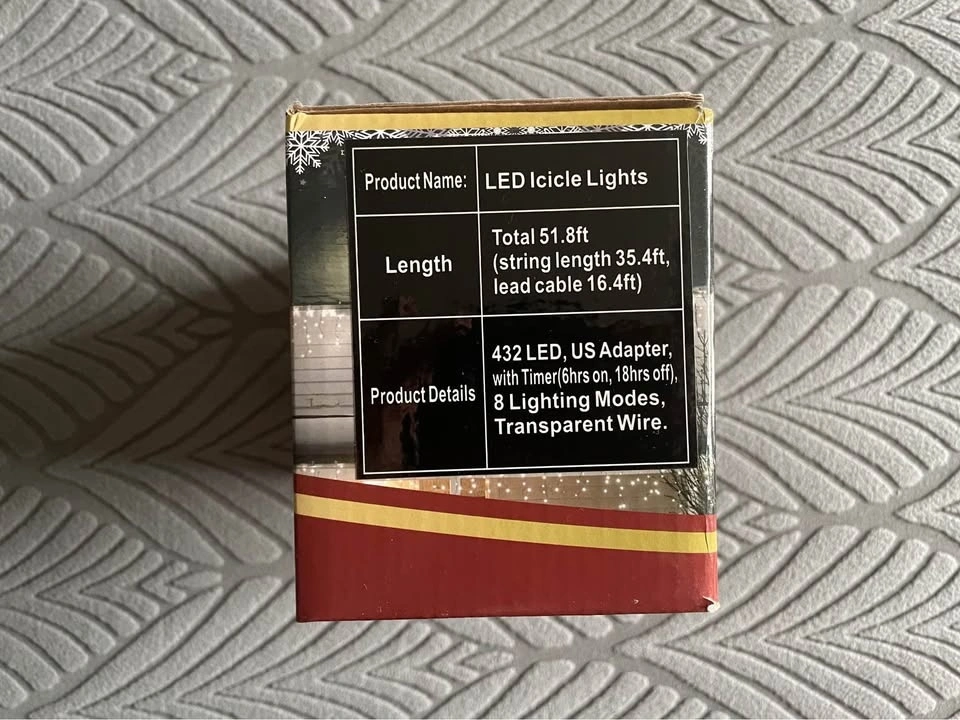 Product Name: LED Icicle Lights
Length
Total 51.8ft
(string length 35.4ft,
lead cable 16.4ft)
Product Details
432 LED, US Adapter,
with Timer(6hrs on, 18hrs off),
8 Lighting Modes,
Transparent Wire.